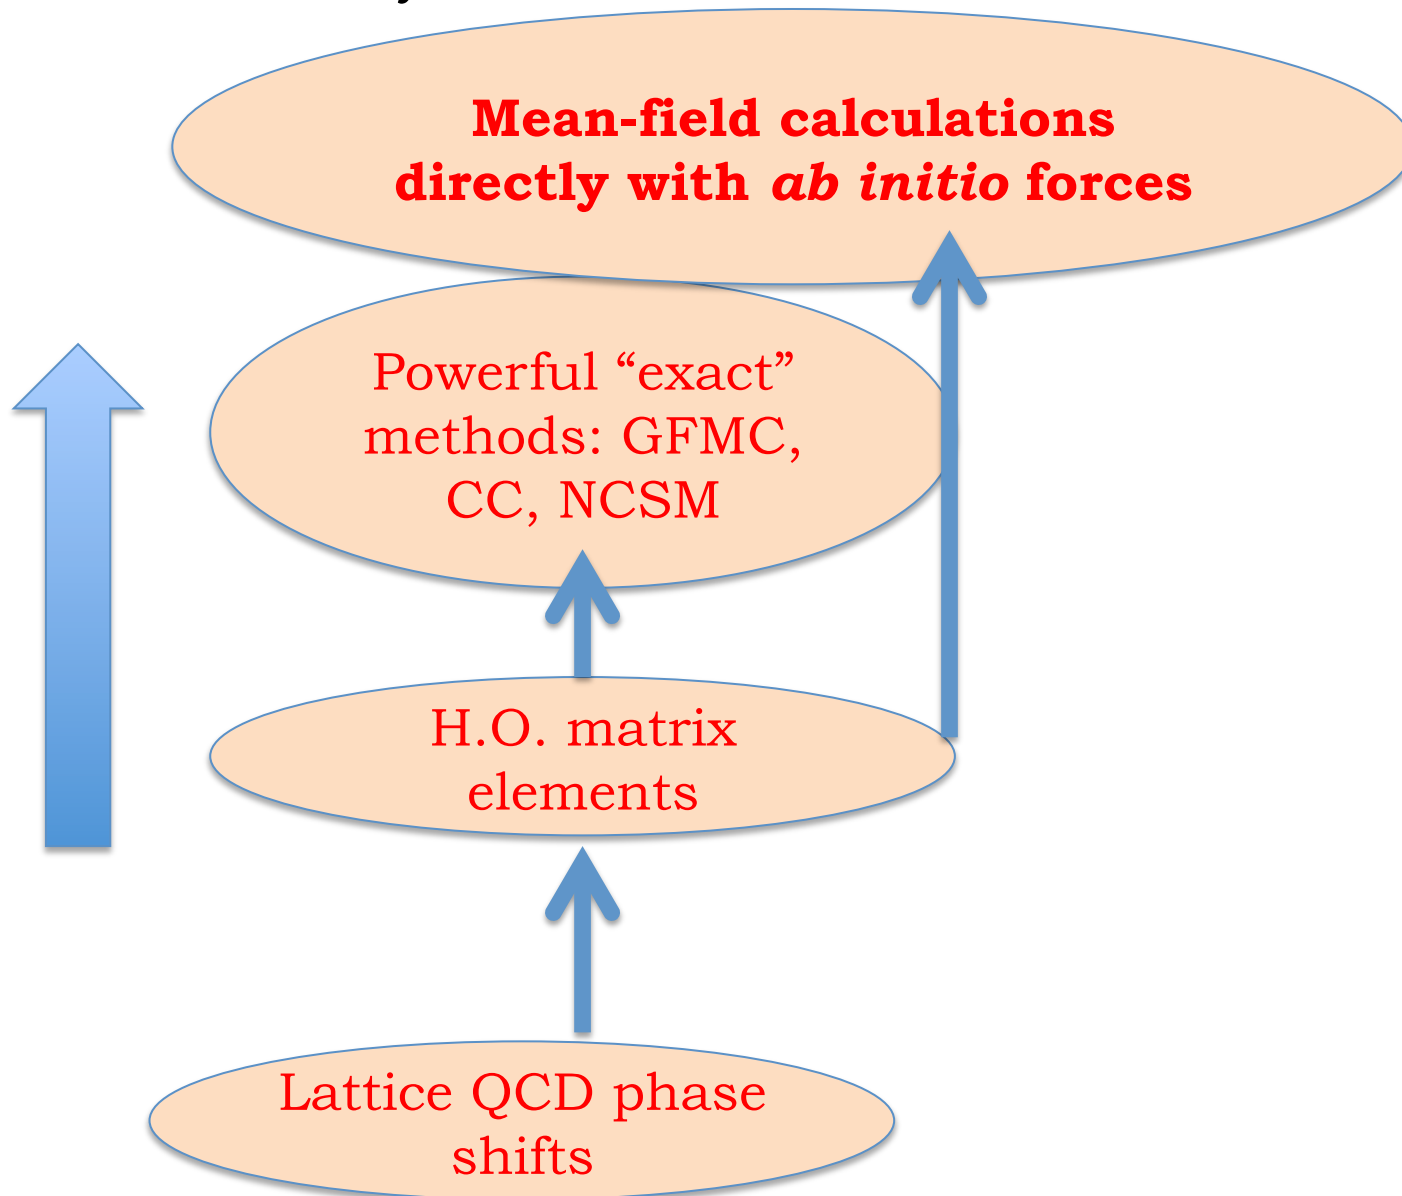 Mean-field calculations
directly with ab initio forces
Powerful “exact”
methods: GFMC,
CC, NCSM
H.O. matrix
elements
Lattice QCD phase
shifts